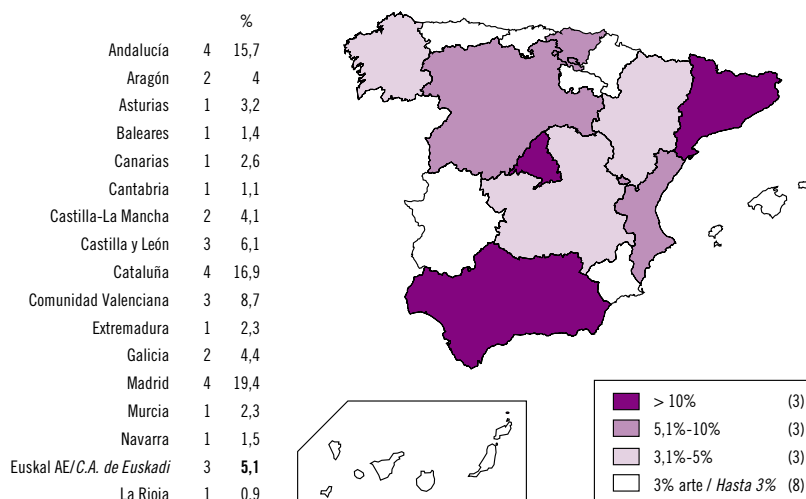 %
Andalucía 4 15,7
Aragón 2 4
Asturias 1 3,2
Baleares 1 1,4
Canarias 1 2,6
Cantabria 1 1,1
Castilla-La Mancha 2 4,1
Castilla y León 3 6,1
Cataluña 4 16,9
Comunidad Valenciana 3 8,7
Extremadura 1 2,3
Galicia 2 4,4
Madrid 4 19,4
Murcia 1 2,3
Navarra 1 1,5
Euskal AE/C.A. de Euskadi 3 5,1
La Rioja 1 0,9
> 10% (3)
5,1%-10% (3)
3,1%-5% (3)
3% arte / Hasta 3% (8)